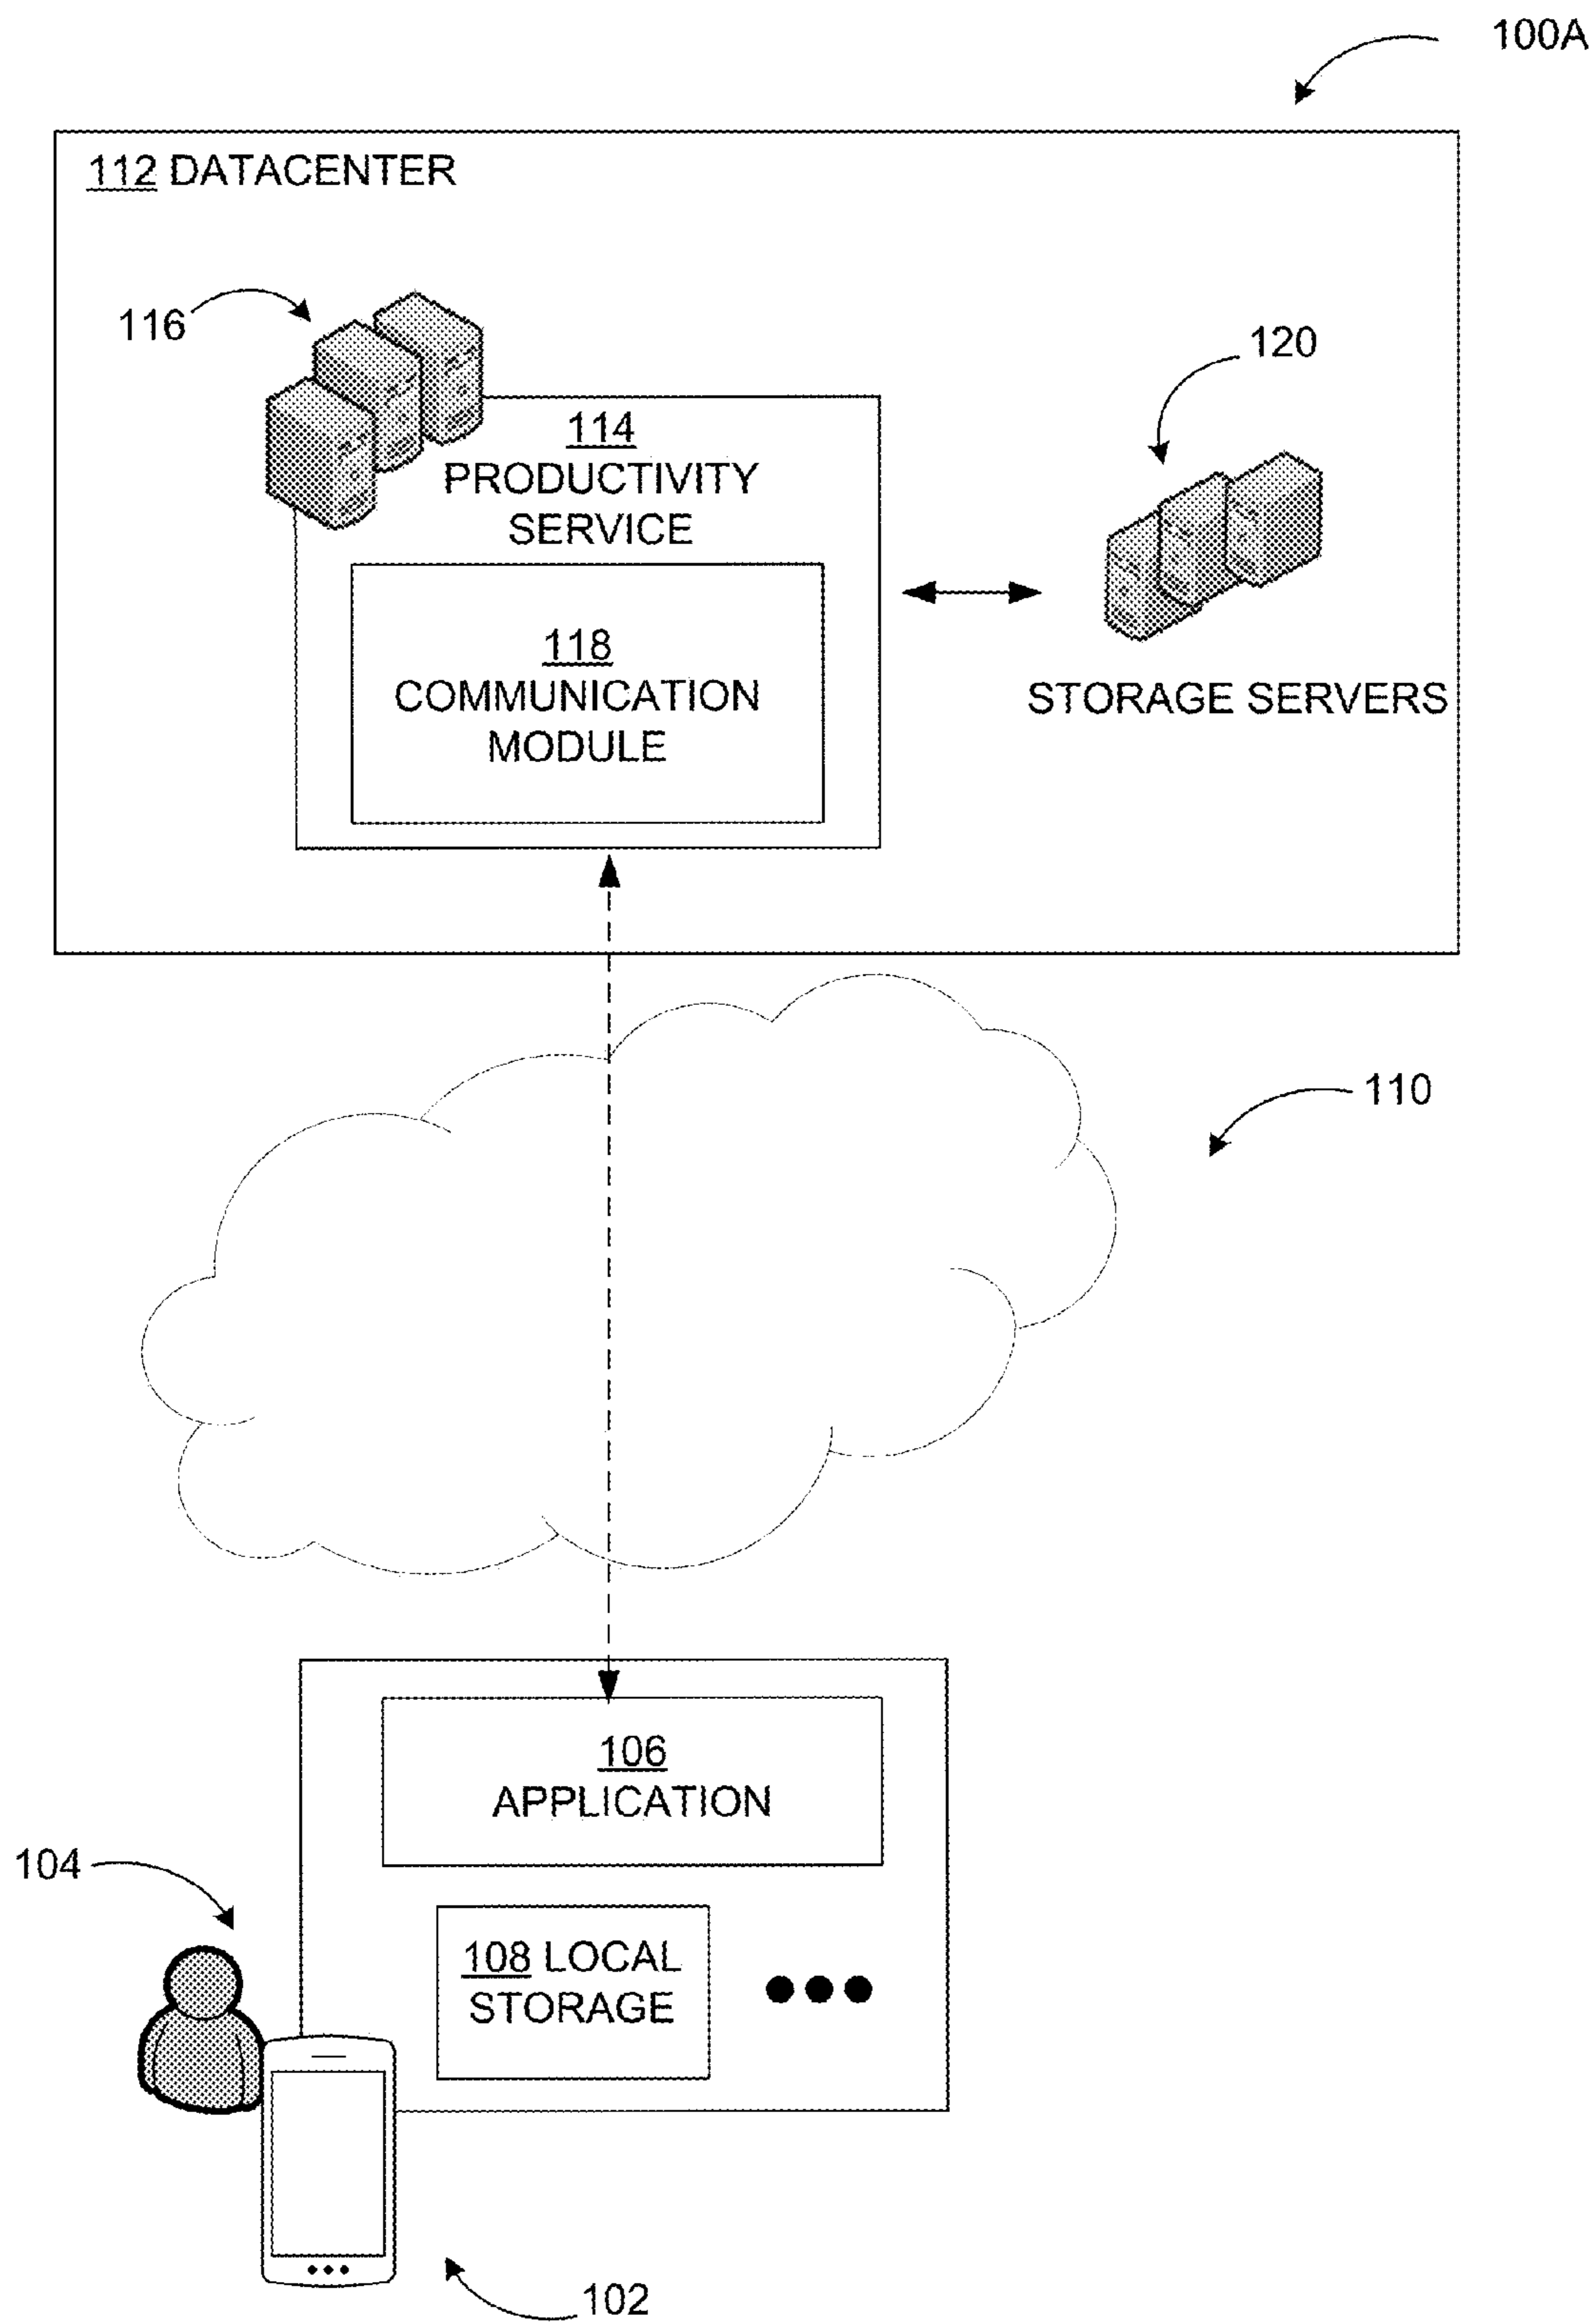 100A
112 DATACENTER
116
120
114
PRODUCTIVITY
SERVICE
118
COMMUNICATION
MODULE
STORAGE SERVERS
110
106
APPLICATION
104
108 LOCAL
STORAGE
102